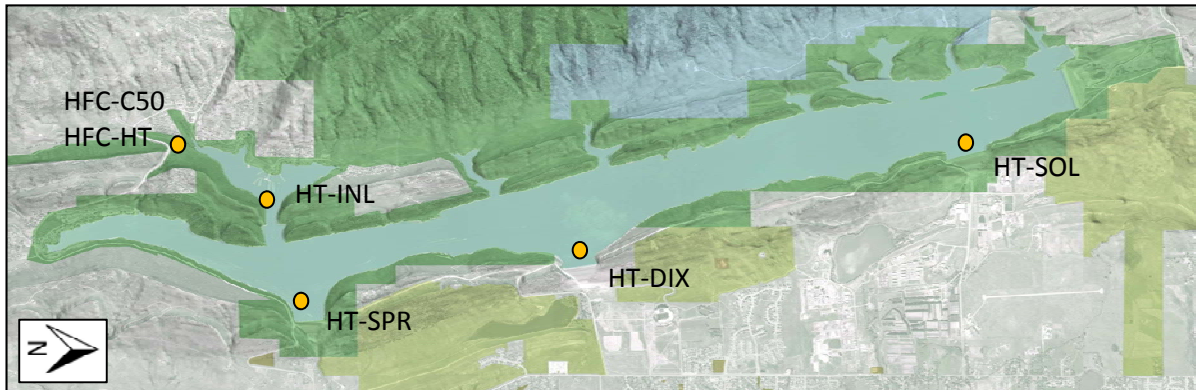 HFC-C50
HFC-HT
HT-INL
HT-SOL
HT-DIX
HT-SPR
N